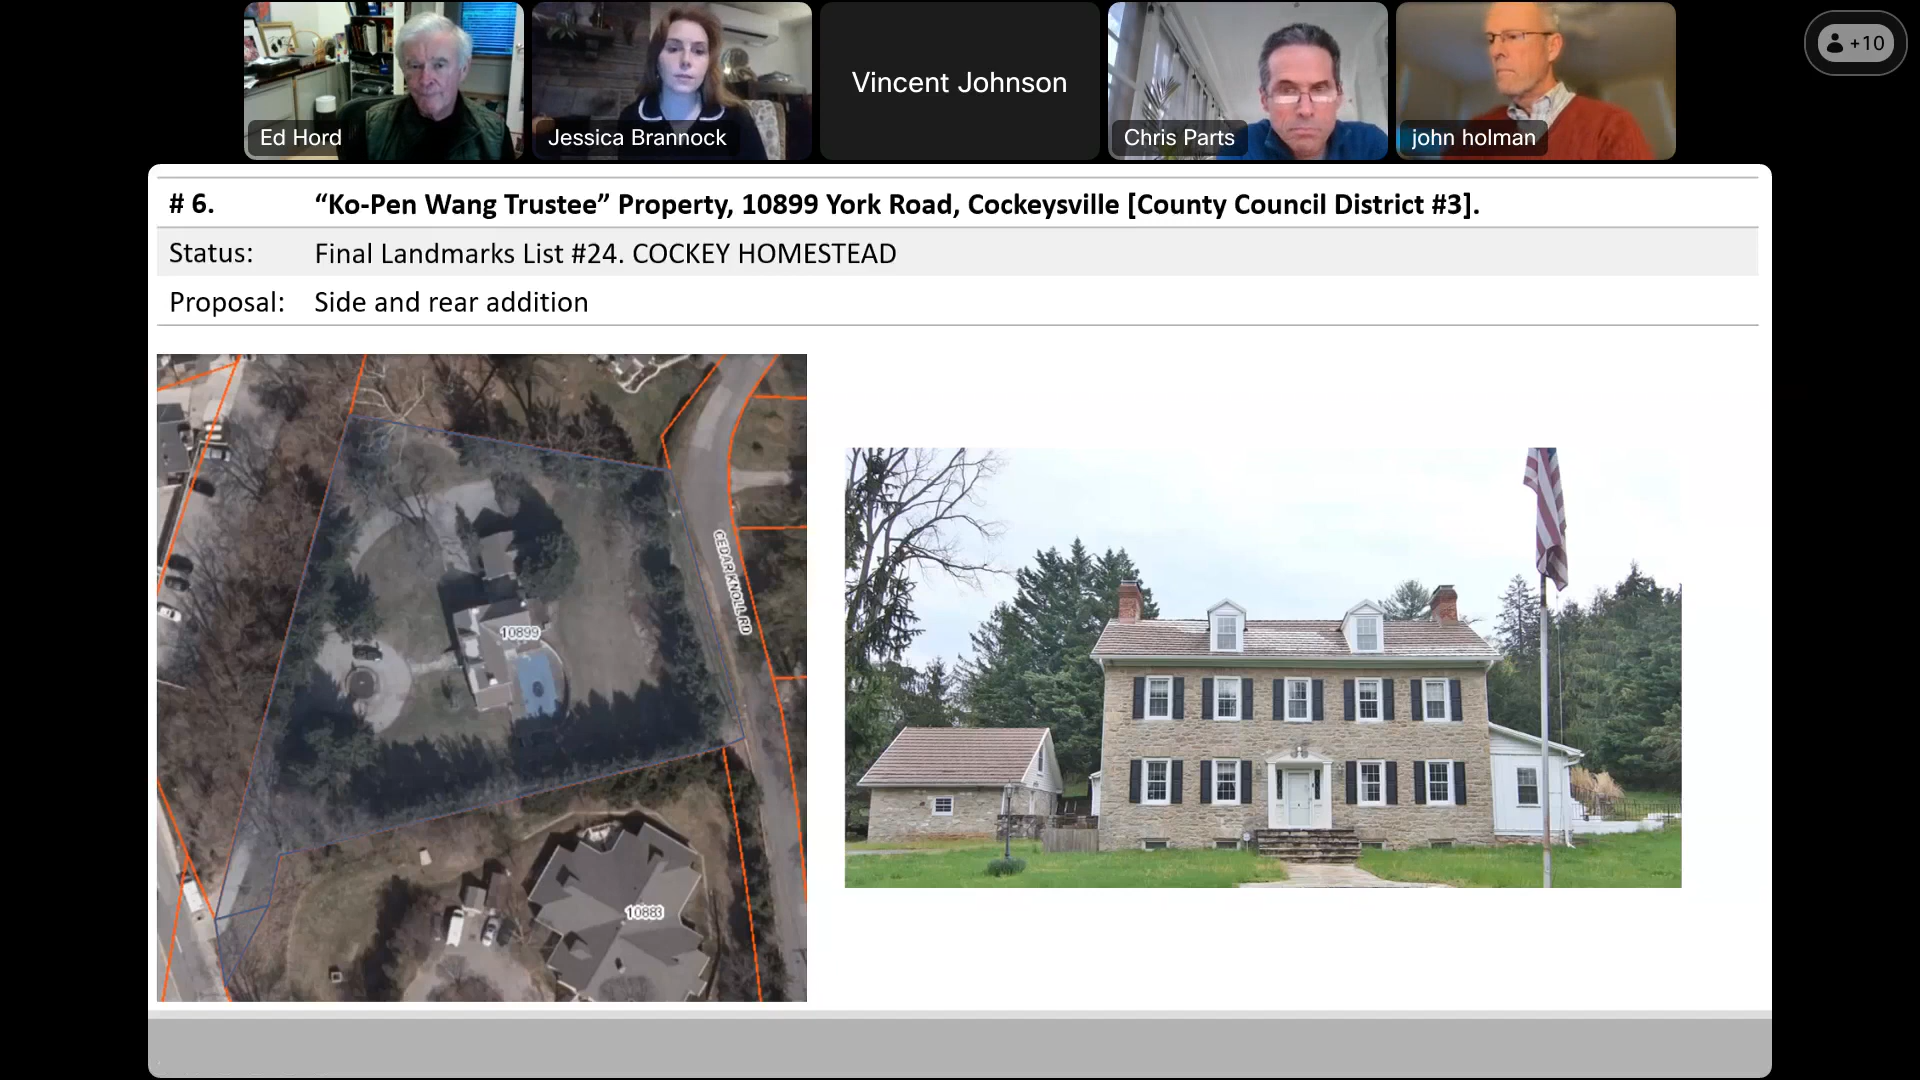 Ed Hord
Jessica Brannock
Vincent Johnson
Chris Parts
john holman
+10
# 6. “Ko-Pen Wang Trustee” Property, 10899 York Road, Cockeysville [County Council District #3].
Status: Final Landmarks List #24. COCKEY HOMESTEAD
Proposal: Side and rear addition
CEDAR KNOLL RD
10899
10883